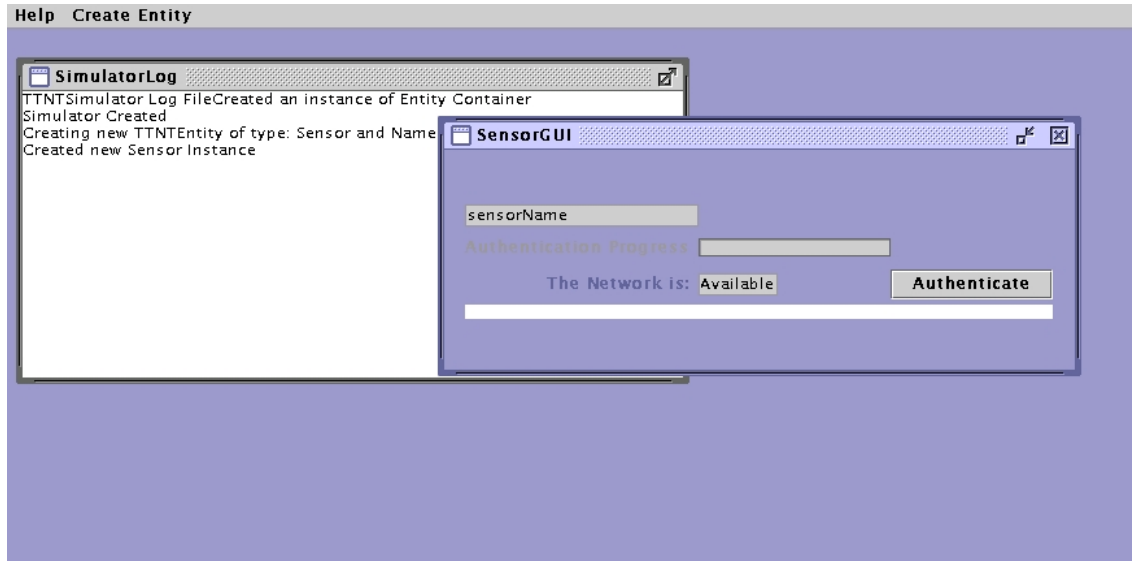 Help Create Entity
SimulatorLog
TTNTSimulator Log FileCreated an instance of Entity Container
Simulator Created
Creating new TTNTEntity of type: Sensor and Name
Created new Sensor Instance
SensorGUI
sensorName
Authentication Progress
The Network is: Available Authenticate